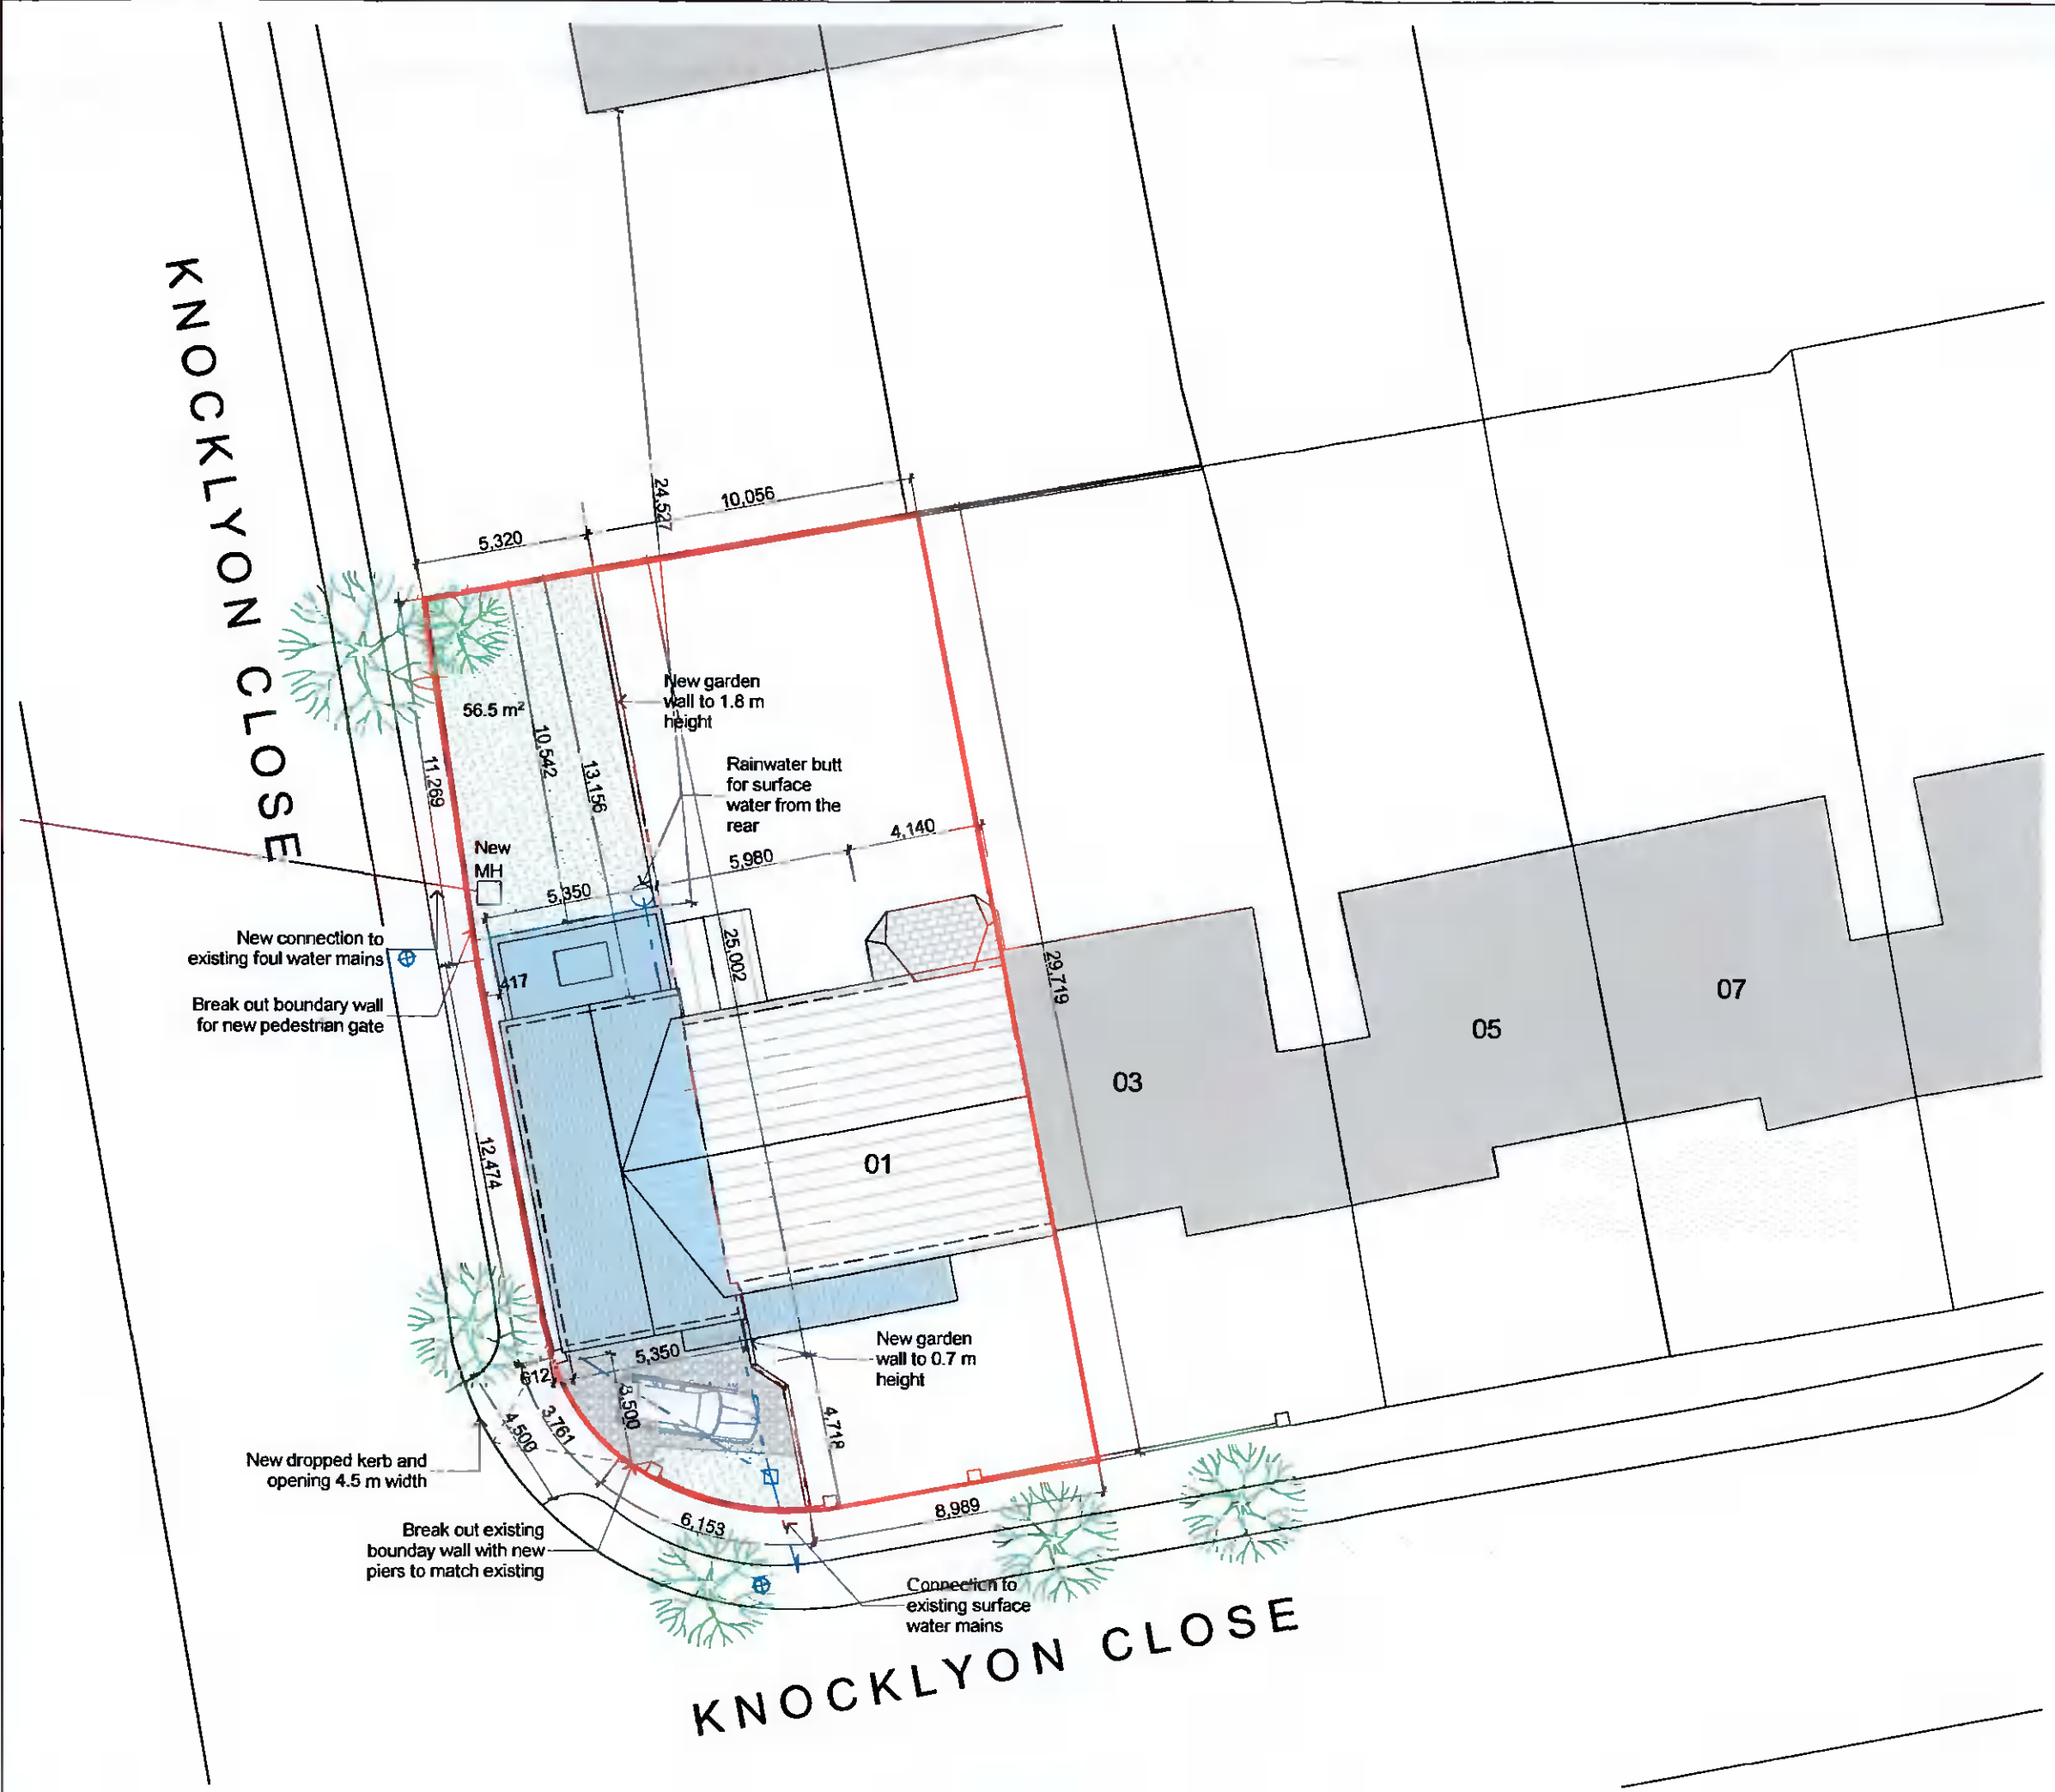 KNOCKLYON CLOSE
24,527
10,056
5,320
New garden
wall to 1.8 m
height
56.5 m²
10,542
13,156
11,269
Rainwater butt
for surface
water from the
rear
4,140
5,980
New
MH
5,350
New connection to
existing foul water mains
417
25,002
29,719
Break out boundary wall
for new pedestrian gate
07
05
03
01
12,474
New garden
wall to 0.7 m
height
5,350
612
3,500
3,761
4,500
4,718
New dropped kerb and
opening 4.5 m width
8,989
6,153
Break out existing
bounday wall with new
piers to match existing
Connection to
existing surface
water mains
KNOCKLYON CLOSE